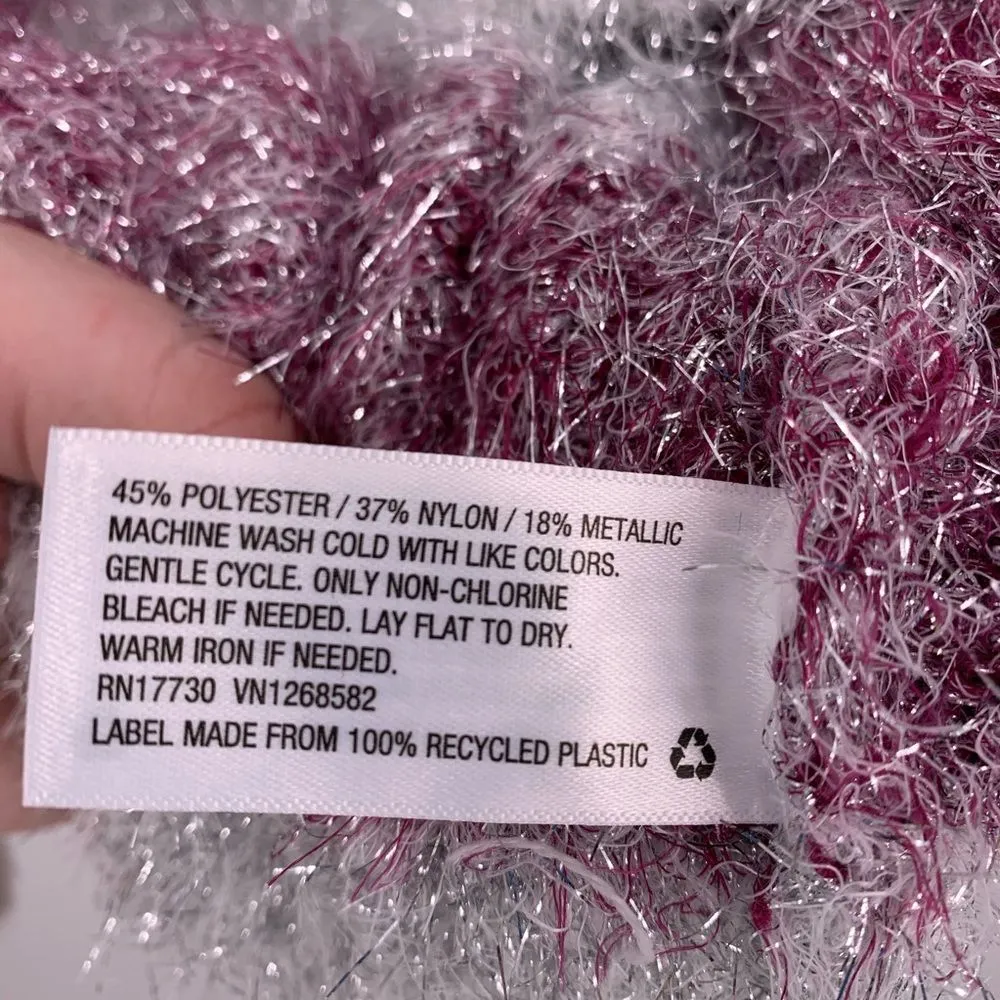 45% POLYESTER / 37% NYLON / 18% METALLIC
MACHINE WASH COLD WITH LIKE COLORS.
GENTLE CYCLE. ONLY NON-CHLORINE
BLEACH IF NEEDED. LAY FLAT TO DRY.
WARM IRON IF NEEDED.
RN17730 VN1268582
LABEL MADE FROM 100% RECYCLED PLASTIC